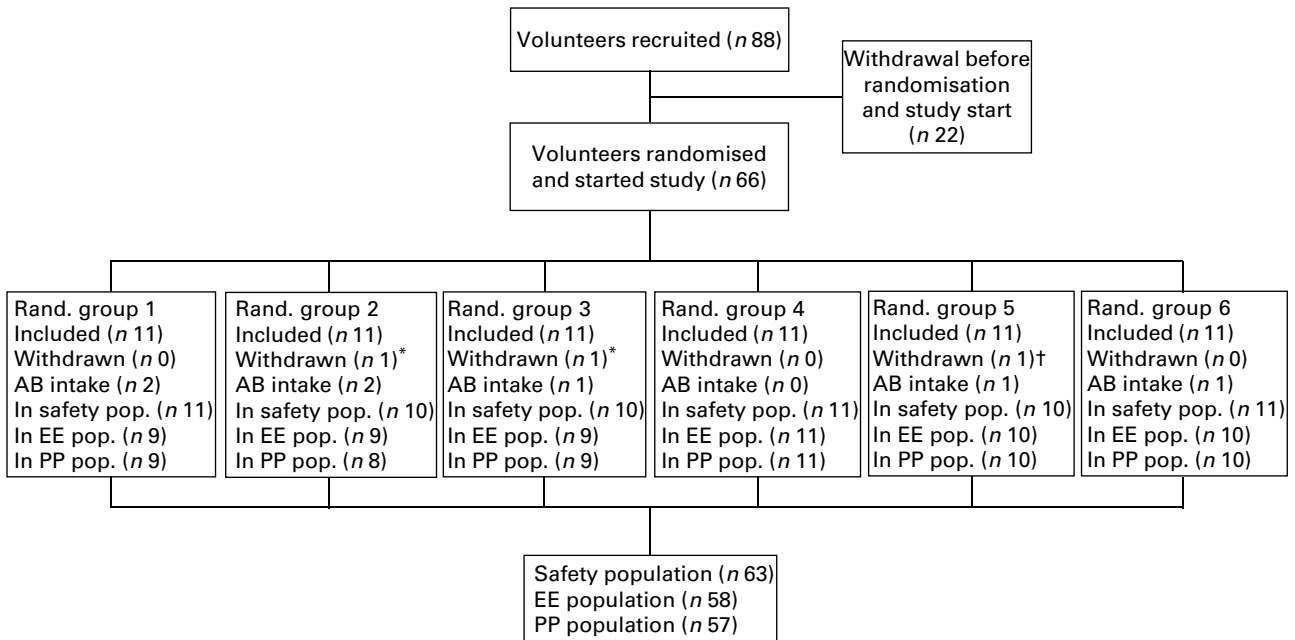 Volunteers recruited (n 88)
Withdrawal before
randomisation
and study start
(n 22)
Volunteers randomised
and started study (n 66)
Rand. group 1
Included (n 11)
Withdrawn (n 0)
AB intake (n 2)
In safety pop. (n 11)
In EE pop. (n 9)
In PP pop. (n 9)
Rand. group 2
Included (n 11)
Withdrawn (n 1)*
AB intake (n 2)
In safety pop. (n 10)
In EE pop. (n 9)
In PP pop. (n 8)
Rand. group 3
Included (n 11)
Withdrawn (n 1)*
AB intake (n 1)
In safety pop. (n 10)
In EE pop. (n 9)
In PP pop. (n 9)
Rand. group 4
Included (n 11)
Withdrawn (n 0)
AB intake (n 0)
In safety pop. (n 11)
In EE pop. (n 11)
In PP pop. (n 11)
Rand. group 5
Included (n 11)
Withdrawn (n 1)†
AB intake (n 1)
In safety pop. (n 10)
In EE pop. (n 10)
In PP pop. (n 10)
Rand. group 6
Included (n 11)
Withdrawn (n 0)
AB intake (n 1)
In safety pop. (n 11)
In EE pop. (n 10)
In PP pop. (n 10)
Safety population (n 63)
EE population (n 58)
PP population (n 57)